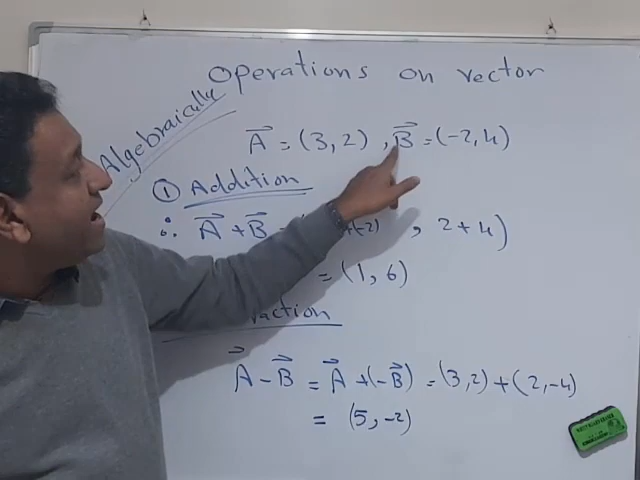 Operations on vector
Algebraically
A⃗ = (3, 2) , B⃗ = (-2, 4)
① Addition
∴ A⃗ + B⃗ = +(-2) , 2+4)
= (1, 6)
A⃗ - B⃗ = A⃗ + (-B⃗) = (3, 2) + (2, -4)
= (5, -2)